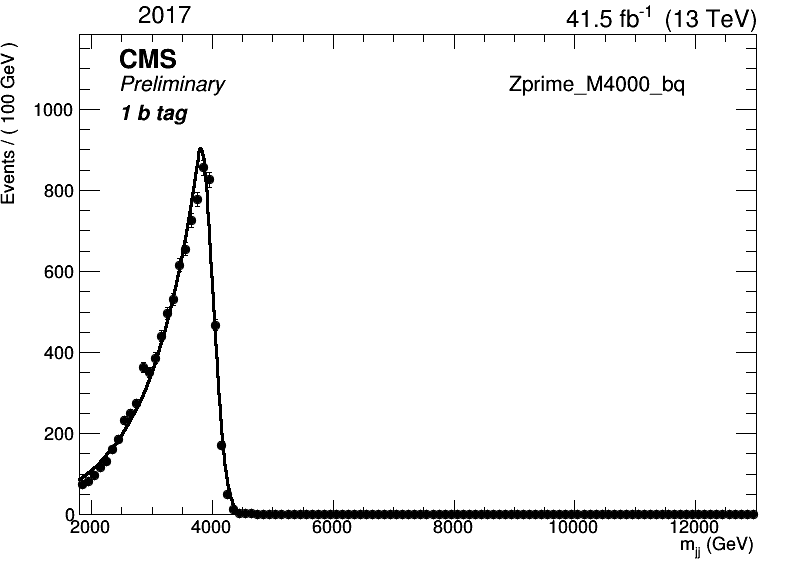 2017
41.5 fb-1 (13 TeV)
CMS
Preliminary
1 b tag
Zprime_M4000_bq
Events / ( 100 GeV )
1000
800
600
400
200
0
2000 4000 6000 8000 10000 12000
mjj (GeV)